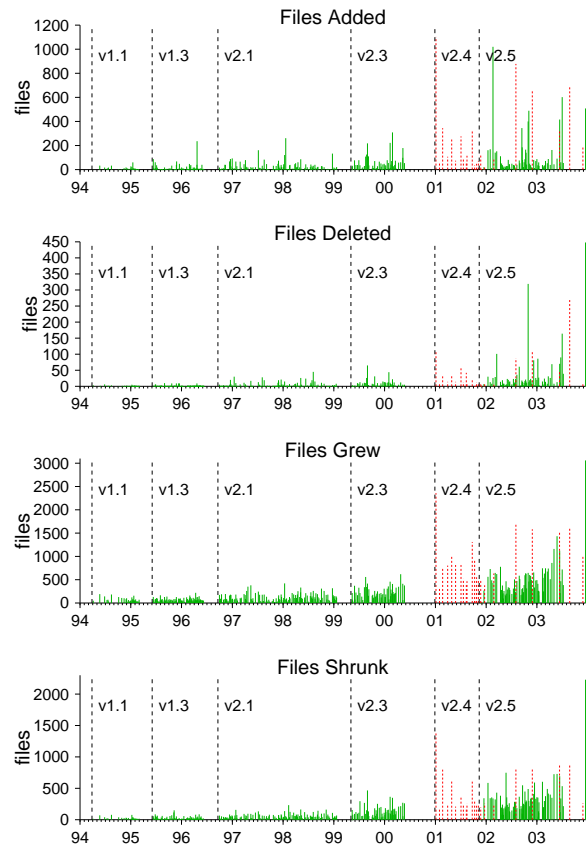 Files Added
1200
1000
800
600
400
200
0
files
v1.1 v1.3 v2.1 v2.3 v2.4 v2.5
94 95 96 97 98 99 00 01 02 03
Files Deleted
450
400
350
300
250
200
150
100
50
0
files
v1.1 v1.3 v2.1 v2.3 v2.4 v2.5
94 95 96 97 98 99 00 01 02 03
Files Grew
3000
2500
2000
1500
1000
500
0
files
v1.1 v1.3 v2.1 v2.3 v2.4 v2.5
94 95 96 97 98 99 00 01 02 03
Files Shrunk
2000
1500
1000
500
0
files
v1.1 v1.3 v2.1 v2.3 v2.4 v2.5
94 95 96 97 98 99 00 01 02 03